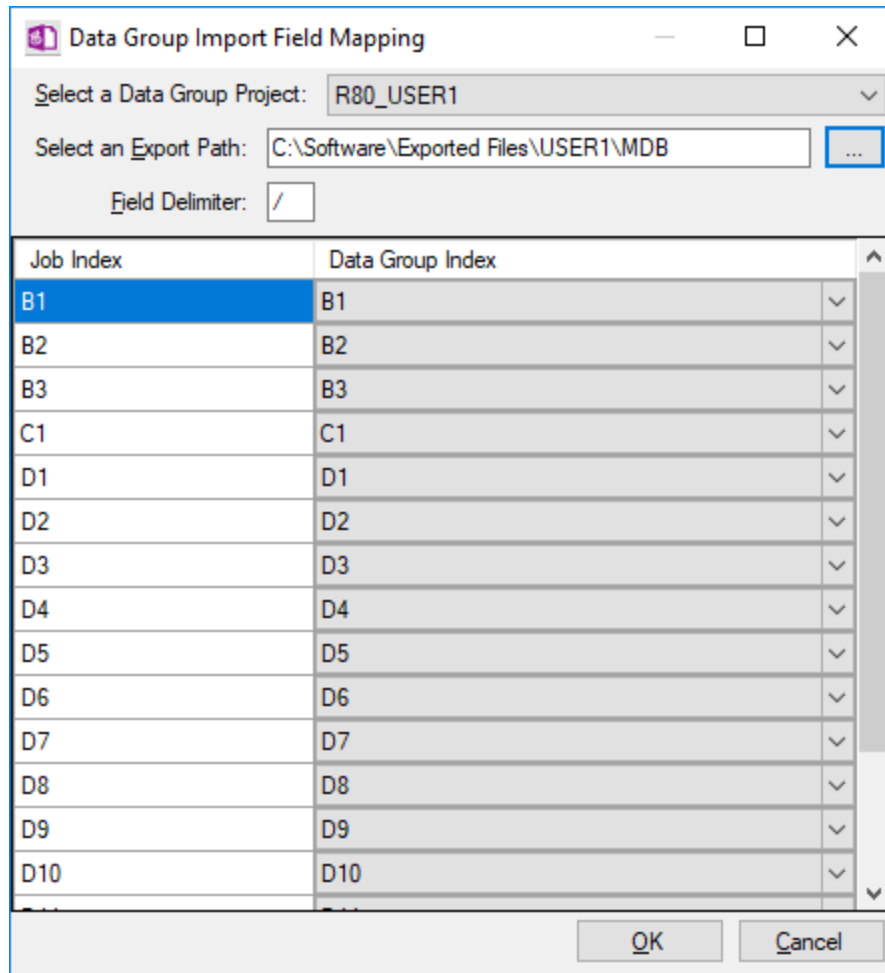 Data Group Import Field Mapping
Select a Data Group Project: R80_USER1
Select an Export Path: C:\Software\Exported Files\USER1\MDB ...
Field Delimiter: /
Job Index Data Group Index
B1 B1
B2 B2
B3 B3
C1 C1
D1 D1
D2 D2
D3 D3
D4 D4
D5 D5
D6 D6
D7 D7
D8 D8
D9 D9
D10 D10
OK Cancel